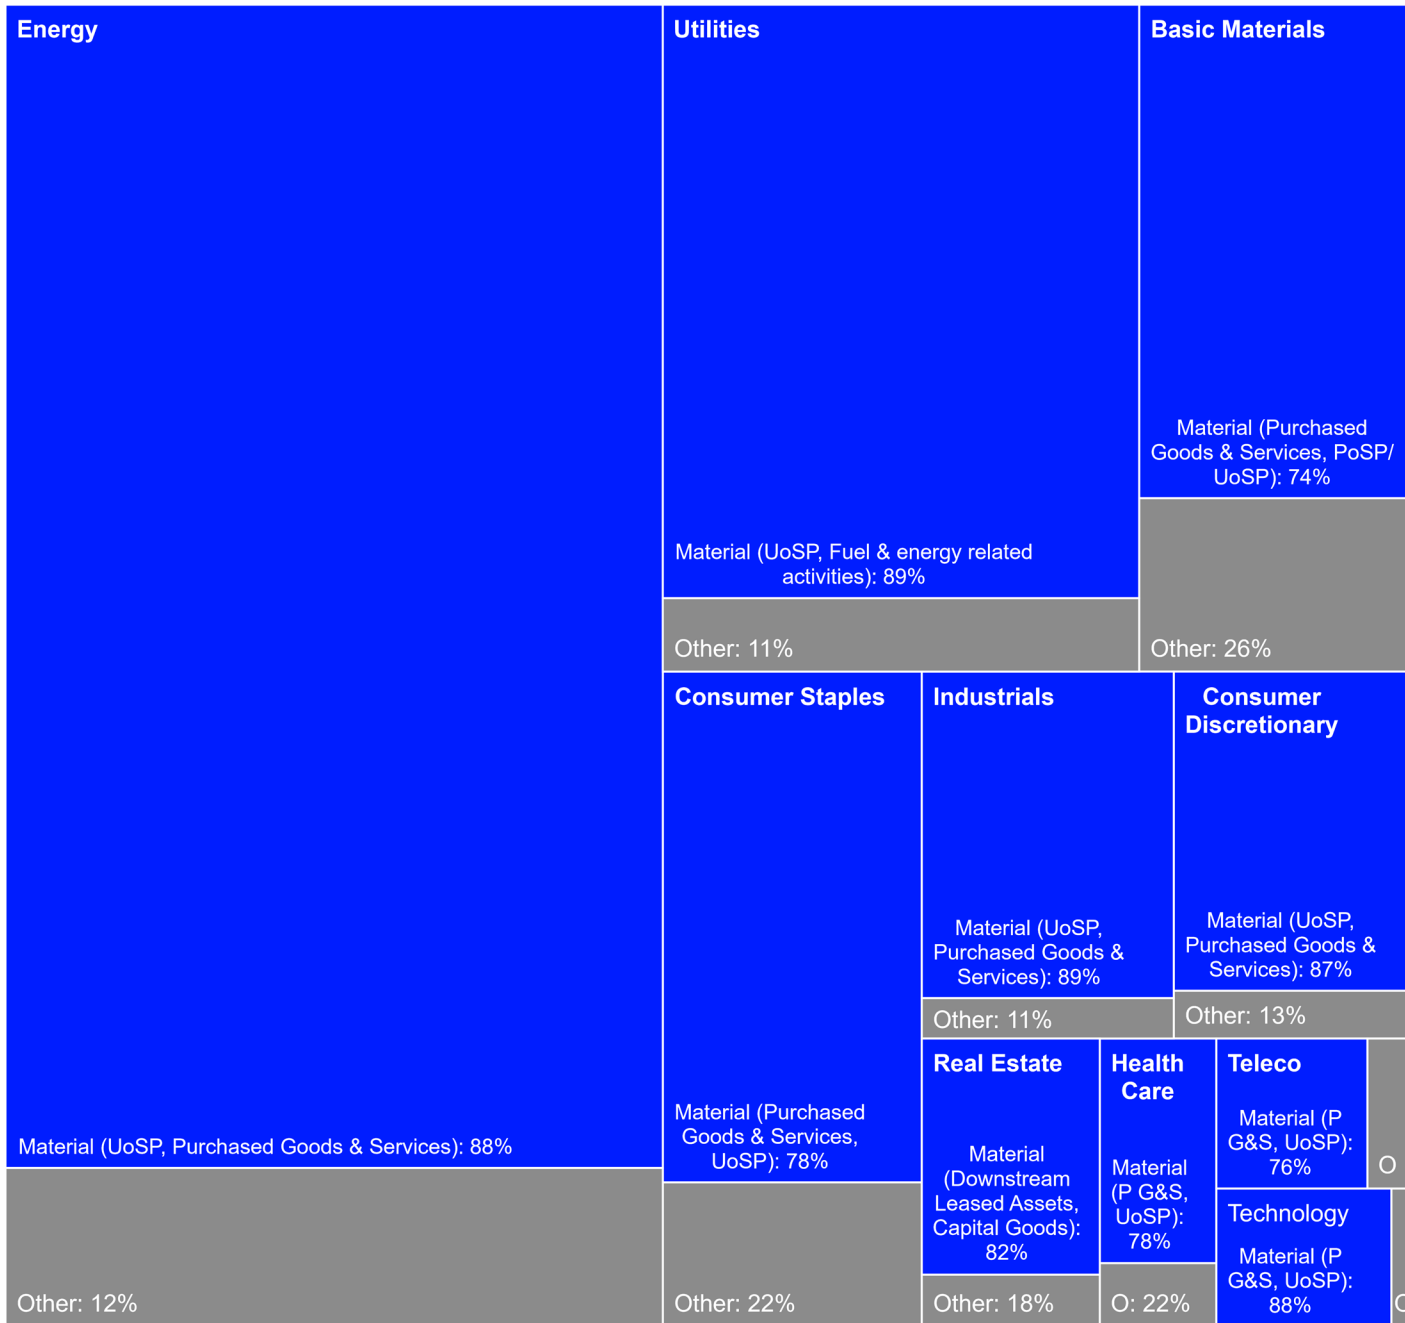 Energy
Material (UoSP, Purchased Goods & Services): 88%
Other: 12%
Utilities
Material (UoSP, Fuel & energy related
activities): 89%
Other: 11%
Basic Materials
Material (Purchased
Goods & Services, PoSP/
UoSP): 74%
Other: 26%
Consumer Staples
Material (Purchased
Goods & Services,
UoSP): 78%
Other: 22%
Industrials
Material (UoSP,
Purchased Goods &
Services): 89%
Other: 11%
Consumer
Discretionary
Material (UoSP,
Purchased Goods &
Services): 87%
Other: 13%
Real Estate
Material
(Downstream
Leased Assets,
Capital Goods):
82%
Other: 18%
Health
Care
Material
(P G&S,
UoSP):
78%
O: 22%
Teleco
Material (P
G&S, UoSP):
76%
O
Technology
Material (P
G&S, UoSP):
88%